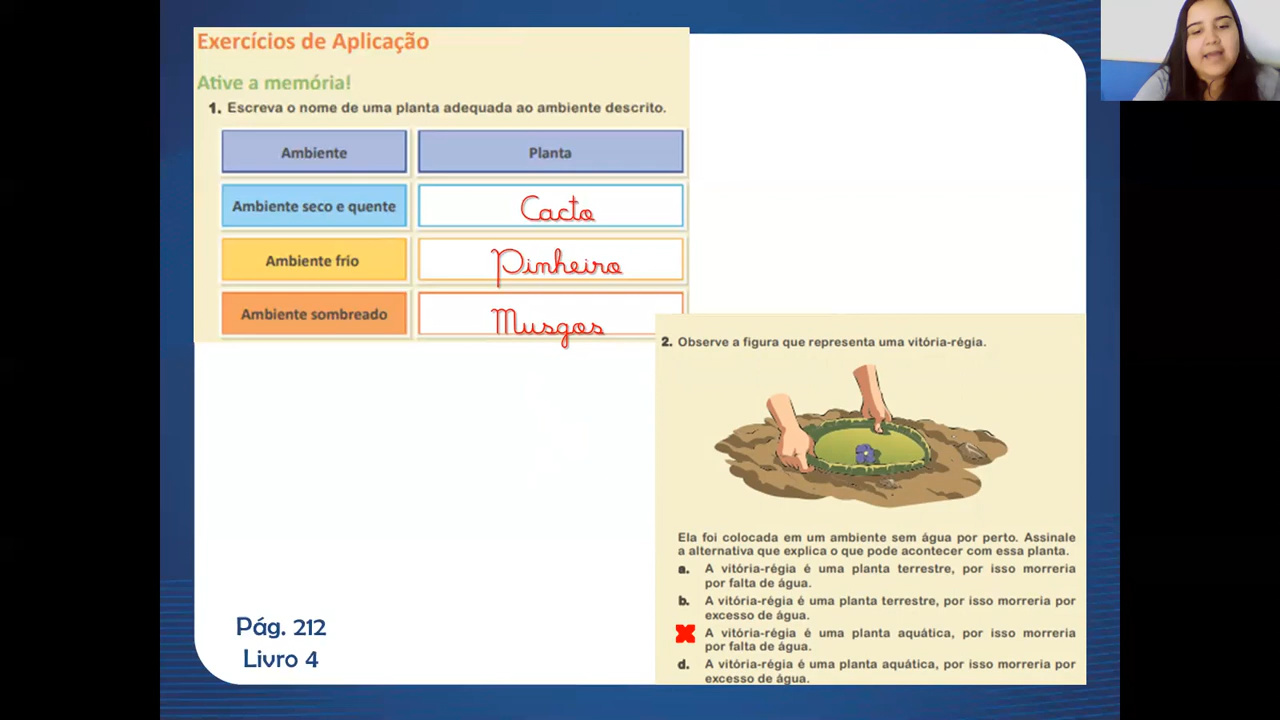 Exercícios de Aplicação
Ative a memória!
1. Escreva o nome de uma planta adequada ao ambiente descrito.
Ambiente
Planta
Ambiente seco e quente
Cacto
Ambiente frio
Pinheiro
Ambiente sombreado
Musgos
2. Observe a figura que representa uma vitória-régia.
Ela foi colocada em um ambiente sem água por perto. Assinale
a alternativa que explica o que pode acontecer com essa planta.
a. A vitória-régia é uma planta terrestre, por isso morreria
por falta de água.
b. A vitória-régia é uma planta terrestre, por isso morreria por
excesso de água.
A vitória-régia é uma planta aquática, por isso morreria
por falta de água.
d. A vitória-régia é uma planta aquática, por isso morreria por
excesso de água.
Pág. 212
Livro 4